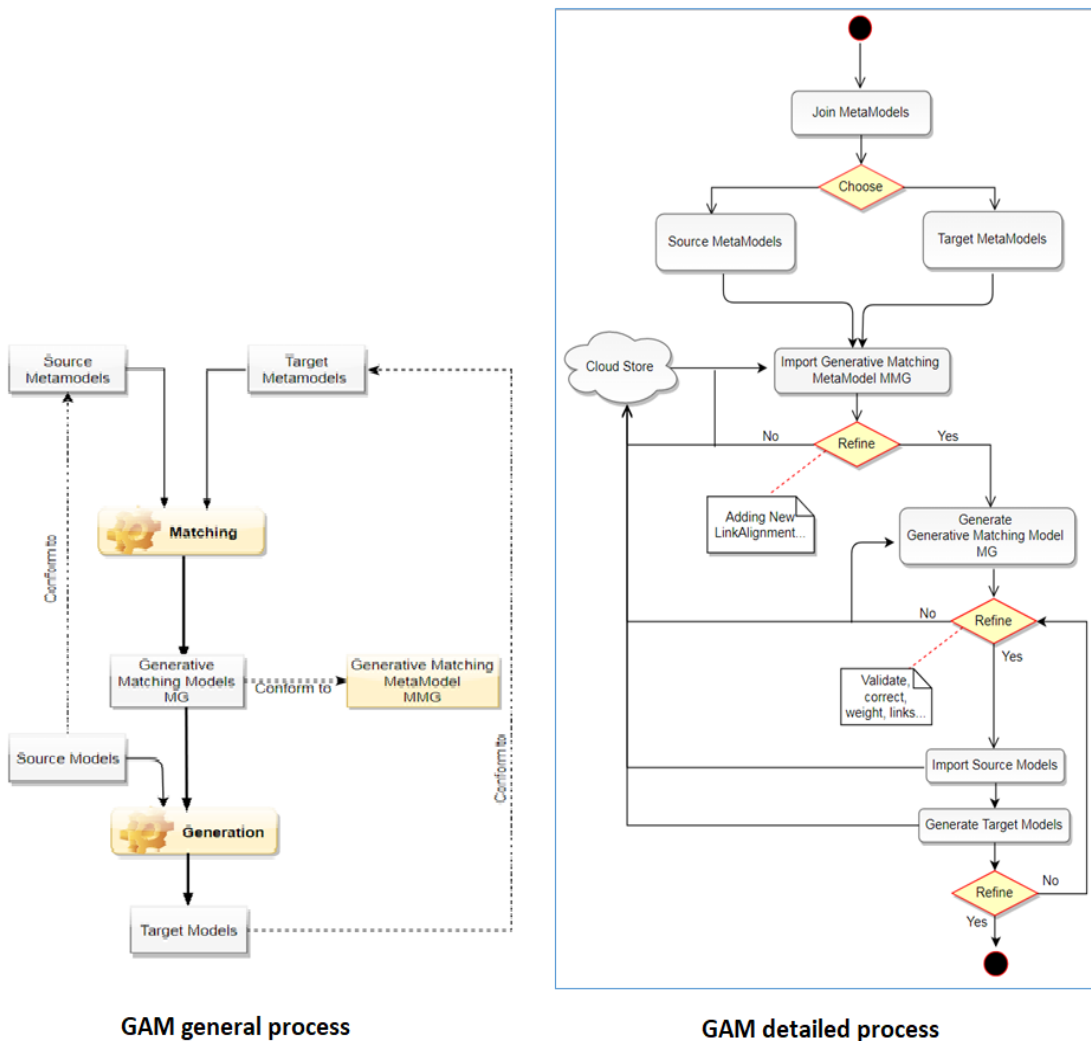 Source
Metamodels
Target
Metamodels
Matching
Conform to
Generative
Matching Models
MG
Conform to
Generative Matching
MetaModel
MMG
Source Models
Conform to
Generation
Target Models
GAM general process
Join MetaModels
Choose
Source MetaModels
Target MetaModels
Cloud Store
Import Generative Matching
MetaModel MMG
No
Refine
Yes
Adding New
LinkAlignment...
Generate
Generative Matching Model
MG
No
Refine
Yes
Validate,
correct,
weight, links...
Import Source Models
Generate Target Models
Refine
No
Yes
GAM detailed process